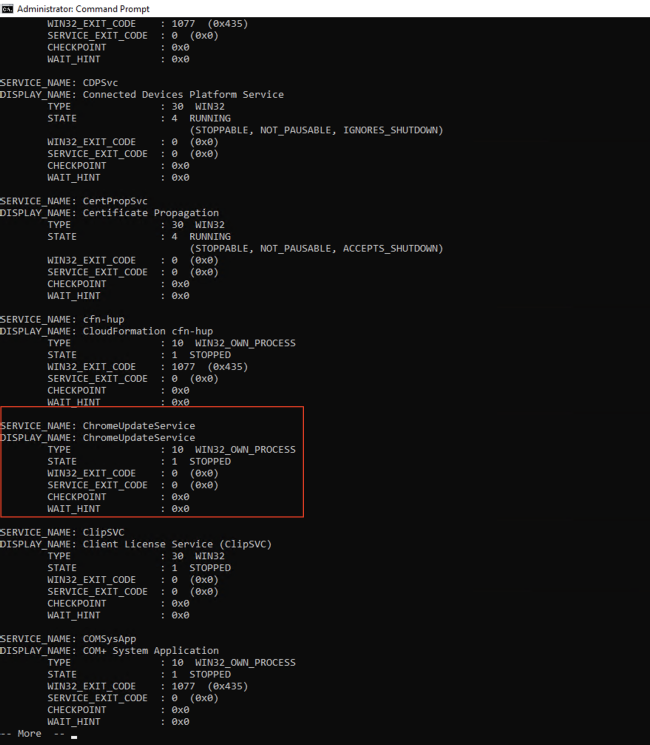 Administrator: Command Prompt
WIN32_EXIT_CODE : 1077 (0x435)
SERVICE_EXIT_CODE : 0 (0x0)
CHECKPOINT : 0x0
WAIT_HINT : 0x0
SERVICE_NAME: CDPSvc
DISPLAY_NAME: Connected Devices Platform Service
TYPE : 30 WIN32
STATE : 4 RUNNING
(STOPPABLE, NOT_PAUSABLE, IGNORES_SHUTDOWN)
WIN32_EXIT_CODE : 0 (0x0)
SERVICE_EXIT_CODE : 0 (0x0)
CHECKPOINT : 0x0
WAIT_HINT : 0x0
SERVICE_NAME: CertPropSvc
DISPLAY_NAME: Certificate Propagation
TYPE : 30 WIN32
STATE : 4 RUNNING
(STOPPABLE, NOT_PAUSABLE, ACCEPTS_SHUTDOWN)
WIN32_EXIT_CODE : 0 (0x0)
SERVICE_EXIT_CODE : 0 (0x0)
CHECKPOINT : 0x0
WAIT_HINT : 0x0
SERVICE_NAME: cfn-hup
DISPLAY_NAME: CloudFormation cfn-hup
TYPE : 10 WIN32_OWN_PROCESS
STATE : 1 STOPPED
WIN32_EXIT_CODE : 1077 (0x435)
SERVICE_EXIT_CODE : 0 (0x0)
CHECKPOINT : 0x0
WAIT_HINT : 0x0
SERVICE_NAME: ChromeUpdateService
DISPLAY_NAME: ChromeUpdateService
TYPE : 10 WIN32_OWN_PROCESS
STATE : 1 STOPPED
WIN32_EXIT_CODE : 0 (0x0)
SERVICE_EXIT_CODE : 0 (0x0)
CHECKPOINT : 0x0
WAIT_HINT : 0x0
SERVICE_NAME: ClipSVC
DISPLAY_NAME: Client License Service (ClipSVC)
TYPE : 30 WIN32
STATE : 1 STOPPED
WIN32_EXIT_CODE : 0 (0x0)
SERVICE_EXIT_CODE : 0 (0x0)
CHECKPOINT : 0x0
WAIT_HINT : 0x0
SERVICE_NAME: COMSysApp
DISPLAY_NAME: COM+ System Application
TYPE : 10 WIN32_OWN_PROCESS
STATE : 1 STOPPED
WIN32_EXIT_CODE : 1077 (0x435)
SERVICE_EXIT_CODE : 0 (0x0)
CHECKPOINT : 0x0
WAIT_HINT : 0x0
-- More --